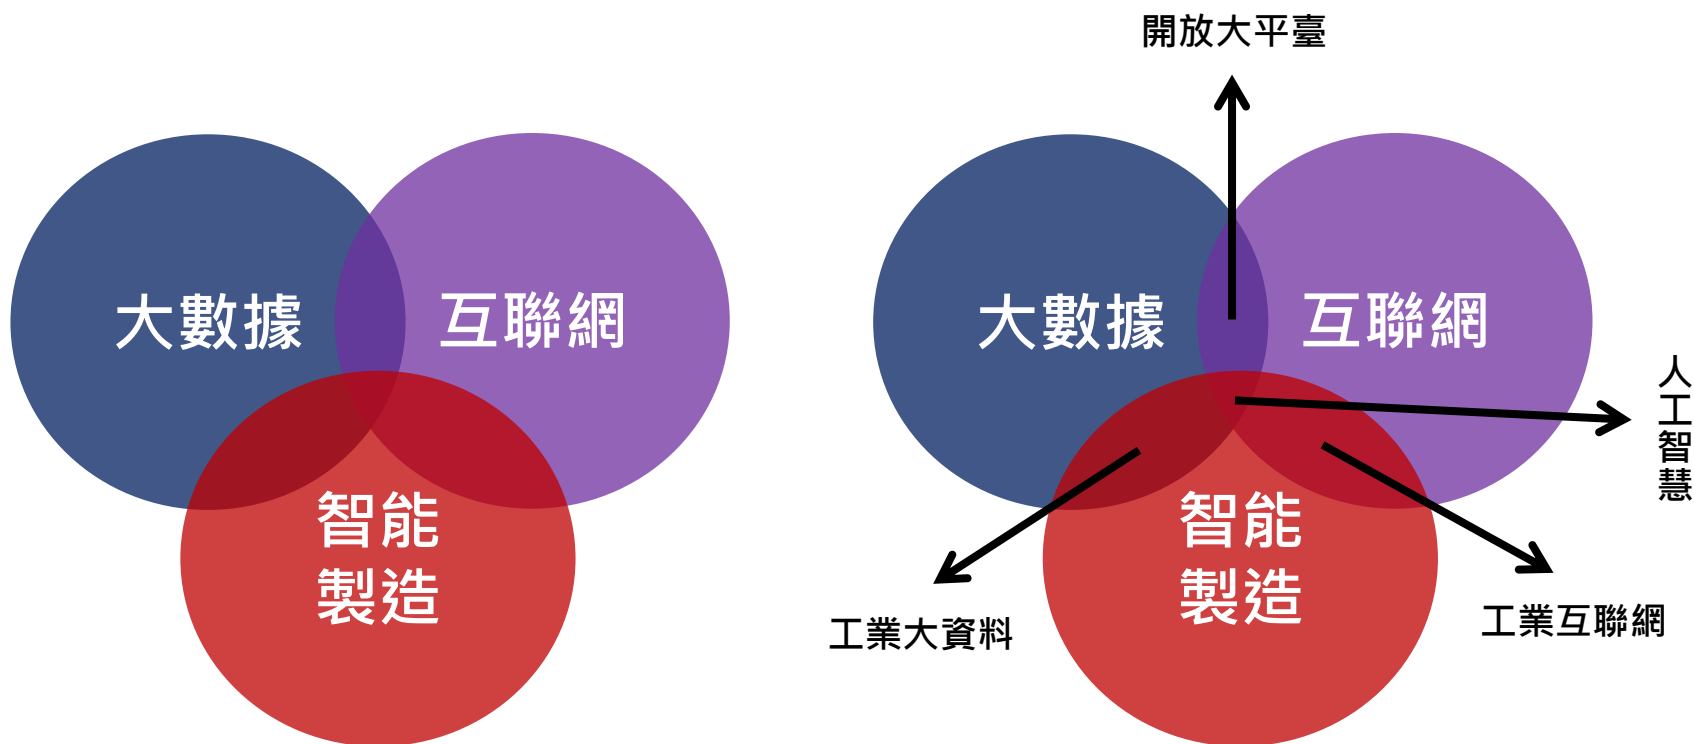 大數據
互聯網
智能
製造
開放大平臺
大數據
互聯網
人工智慧
智能
製造
工業大資料
工業互聯網